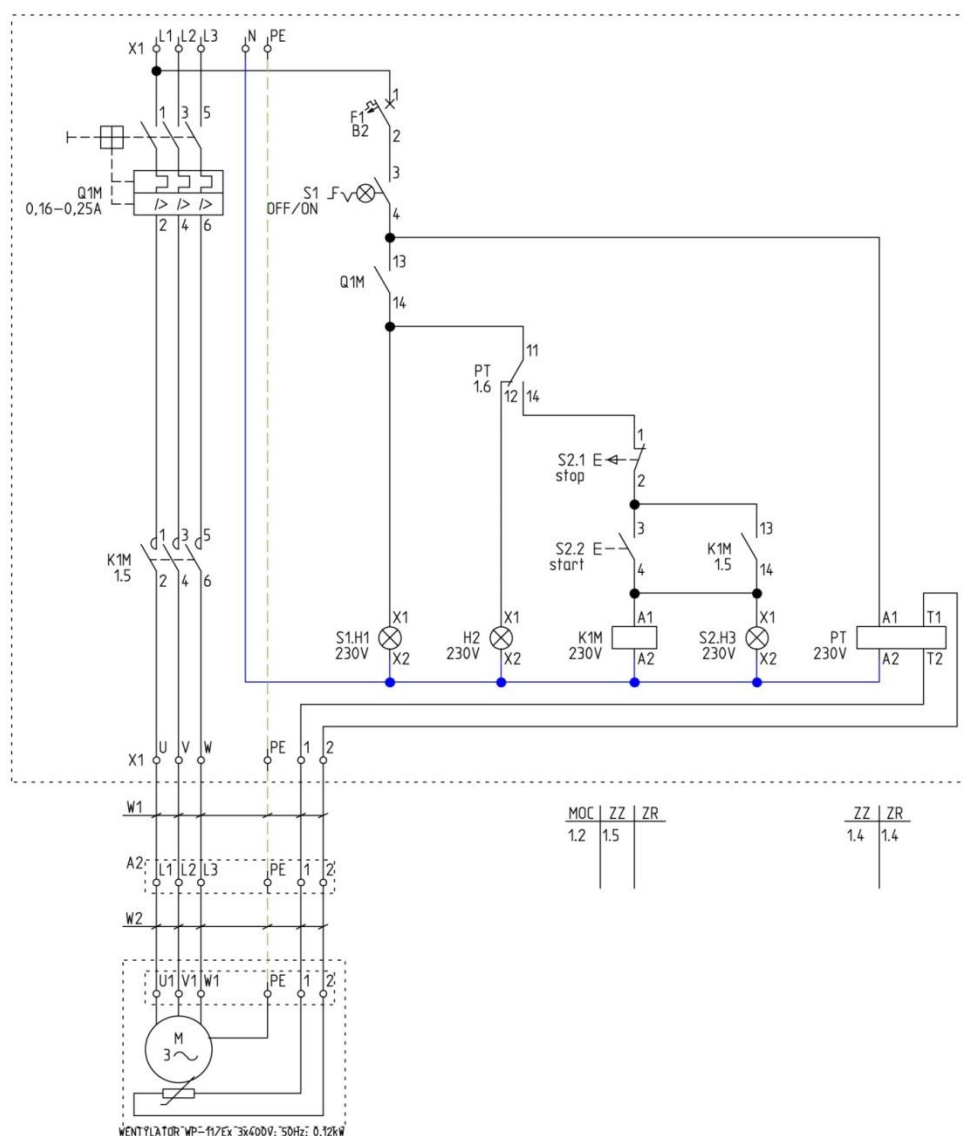 L1 L2 L3 N PE
X1
1 3 5
Q1M
0,16-0,25A
I> I> I>
2 4 6
1
F1
B2
2
3
S1
OFF/ON
4
13
Q1M
14
11
PT
1.6
12 14
1
S2.1
stop
2
3
S2.2
start
4
13
K1M
1.5
14
1 3 5
K1M
1.5
2 4 6
X1
S1.H1
230V
X2
X1
H2
230V
X2
A1
K1M
230V
A2
X1
S2.H3
230V
X2
A1 T1
PT
230V
A2 T2
U V W PE 1 2
X1
W1
MOC ZZ ZR
1.2 1.5
ZZ ZR
1.4 1.4
A2
L1 L2 L3 PE 1 2
W2
U1 V1 W1 PE 1 2
M
3
WENTYLATOR WP-11/Ex 3x400V; 50Hz; 0.12kW